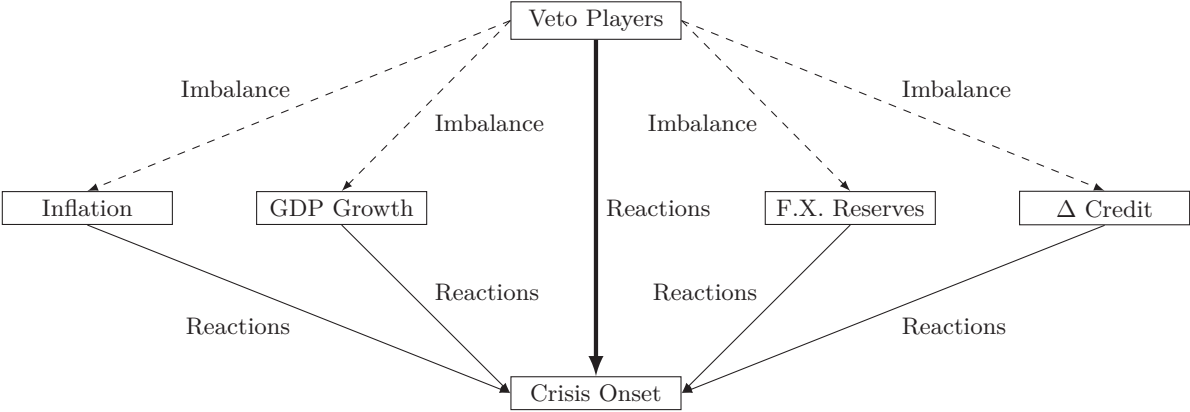 Veto Players
Imbalance
Imbalance
Imbalance
Imbalance
Inflation
GDP Growth
Reactions
F.X. Reserves
Δ Credit
Reactions
Reactions
Reactions
Reactions
Crisis Onset